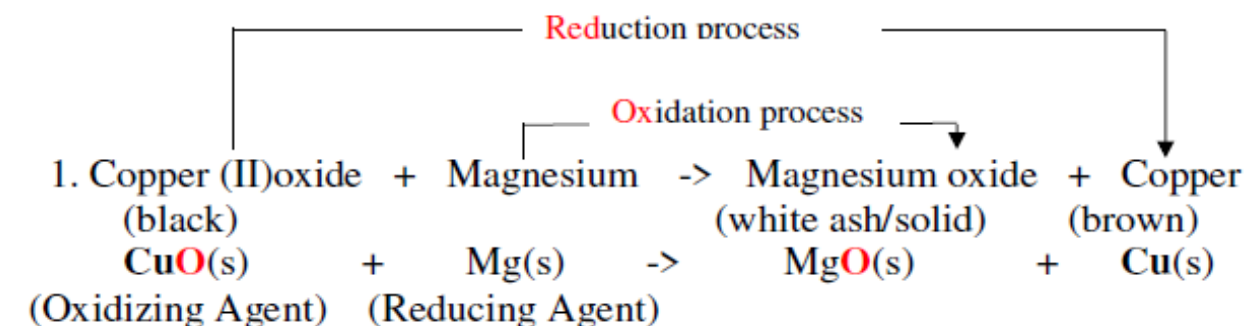 Reduction process
Oxidation process
1. Copper (II)oxide + Magnesium -> Magnesium oxide + Copper
(black) (white ash/solid) (brown)
CuO(s) + Mg(s) -> MgO(s) + Cu(s)
(Oxidizing Agent) (Reducing Agent)